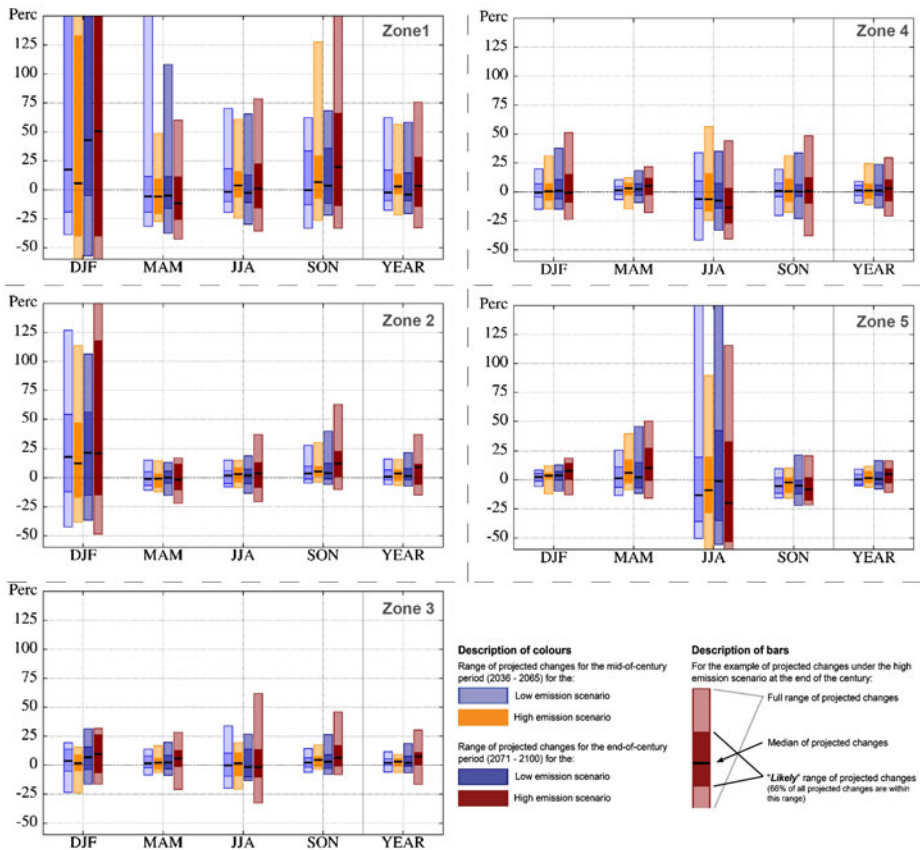 Perc
Zone1
125
100
75
50
25
0
-25
-50
DJF MAM JJA SON YEAR
Perc
Zone 4
125
100
75
50
25
0
-25
-50
DJF MAM JJA SON YEAR
Perc
Zone 2
125
100
75
50
25
0
-25
-50
DJF MAM JJA SON YEAR
Perc
Zone 5
125
100
75
50
25
0
-25
-50
DJF MAM JJA SON YEAR
Perc
Zone 3
125
100
75
50
25
0
-25
-50
DJF MAM JJA SON YEAR
Description of colours
Range of projected changes for the mid-of-century
period (2036 - 2065) for the:
Low emission scenario
High emission scenario
Range of projected changes for the end-of-century
period (2071 - 2100) for the:
Low emission scenario
High emission scenario
Description of bars
For the example of projected changes under the high
emission scenario at the end of the century:
Full range of projected changes
Median of projected changes
"Likely" range of projected changes
(66% of all projected changes are within
this range)